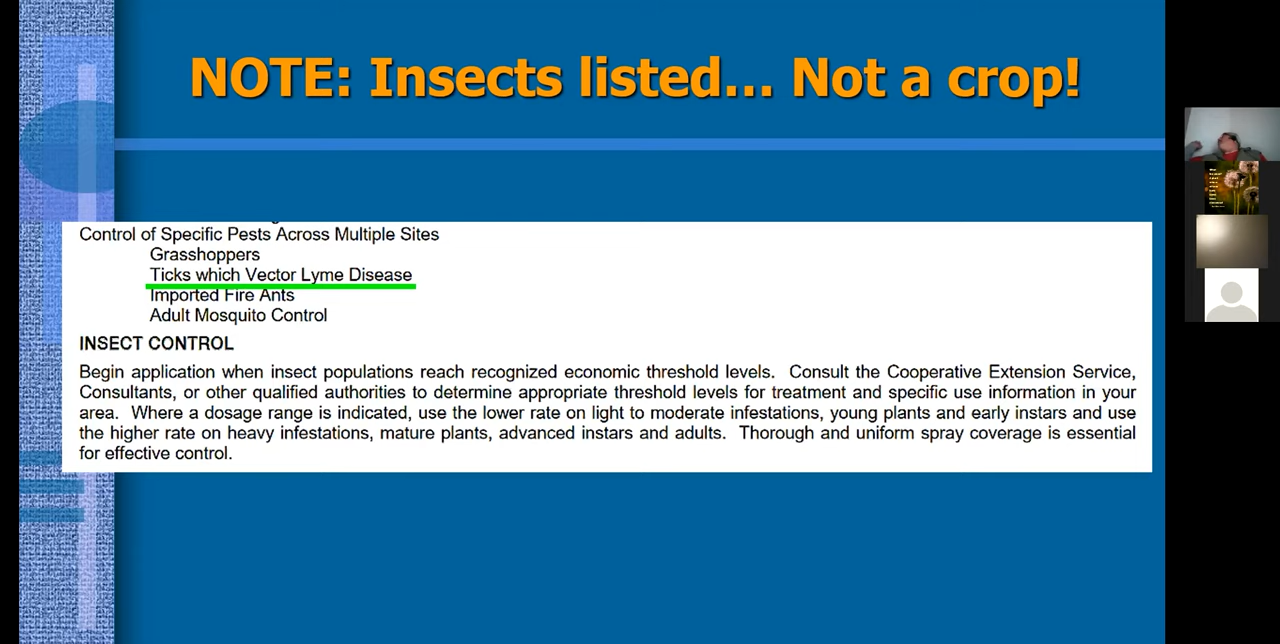 NOTE: Insects listed... Not a crop!
Control of Specific Pests Across Multiple Sites
Grasshoppers
Ticks which Vector Lyme Disease
Imported Fire Ants
Adult Mosquito Control
INSECT CONTROL
Begin application when insect populations reach recognized economic threshold levels. Consult the Cooperative Extension Service,
Consultants, or other qualified authorities to determine appropriate threshold levels for treatment and specific use information in your
area. Where a dosage range is indicated, use the lower rate on light to moderate infestations, young plants and early instars and use
the higher rate on heavy infestations, mature plants, advanced instars and adults. Thorough and uniform spray coverage is essential
for effective control.